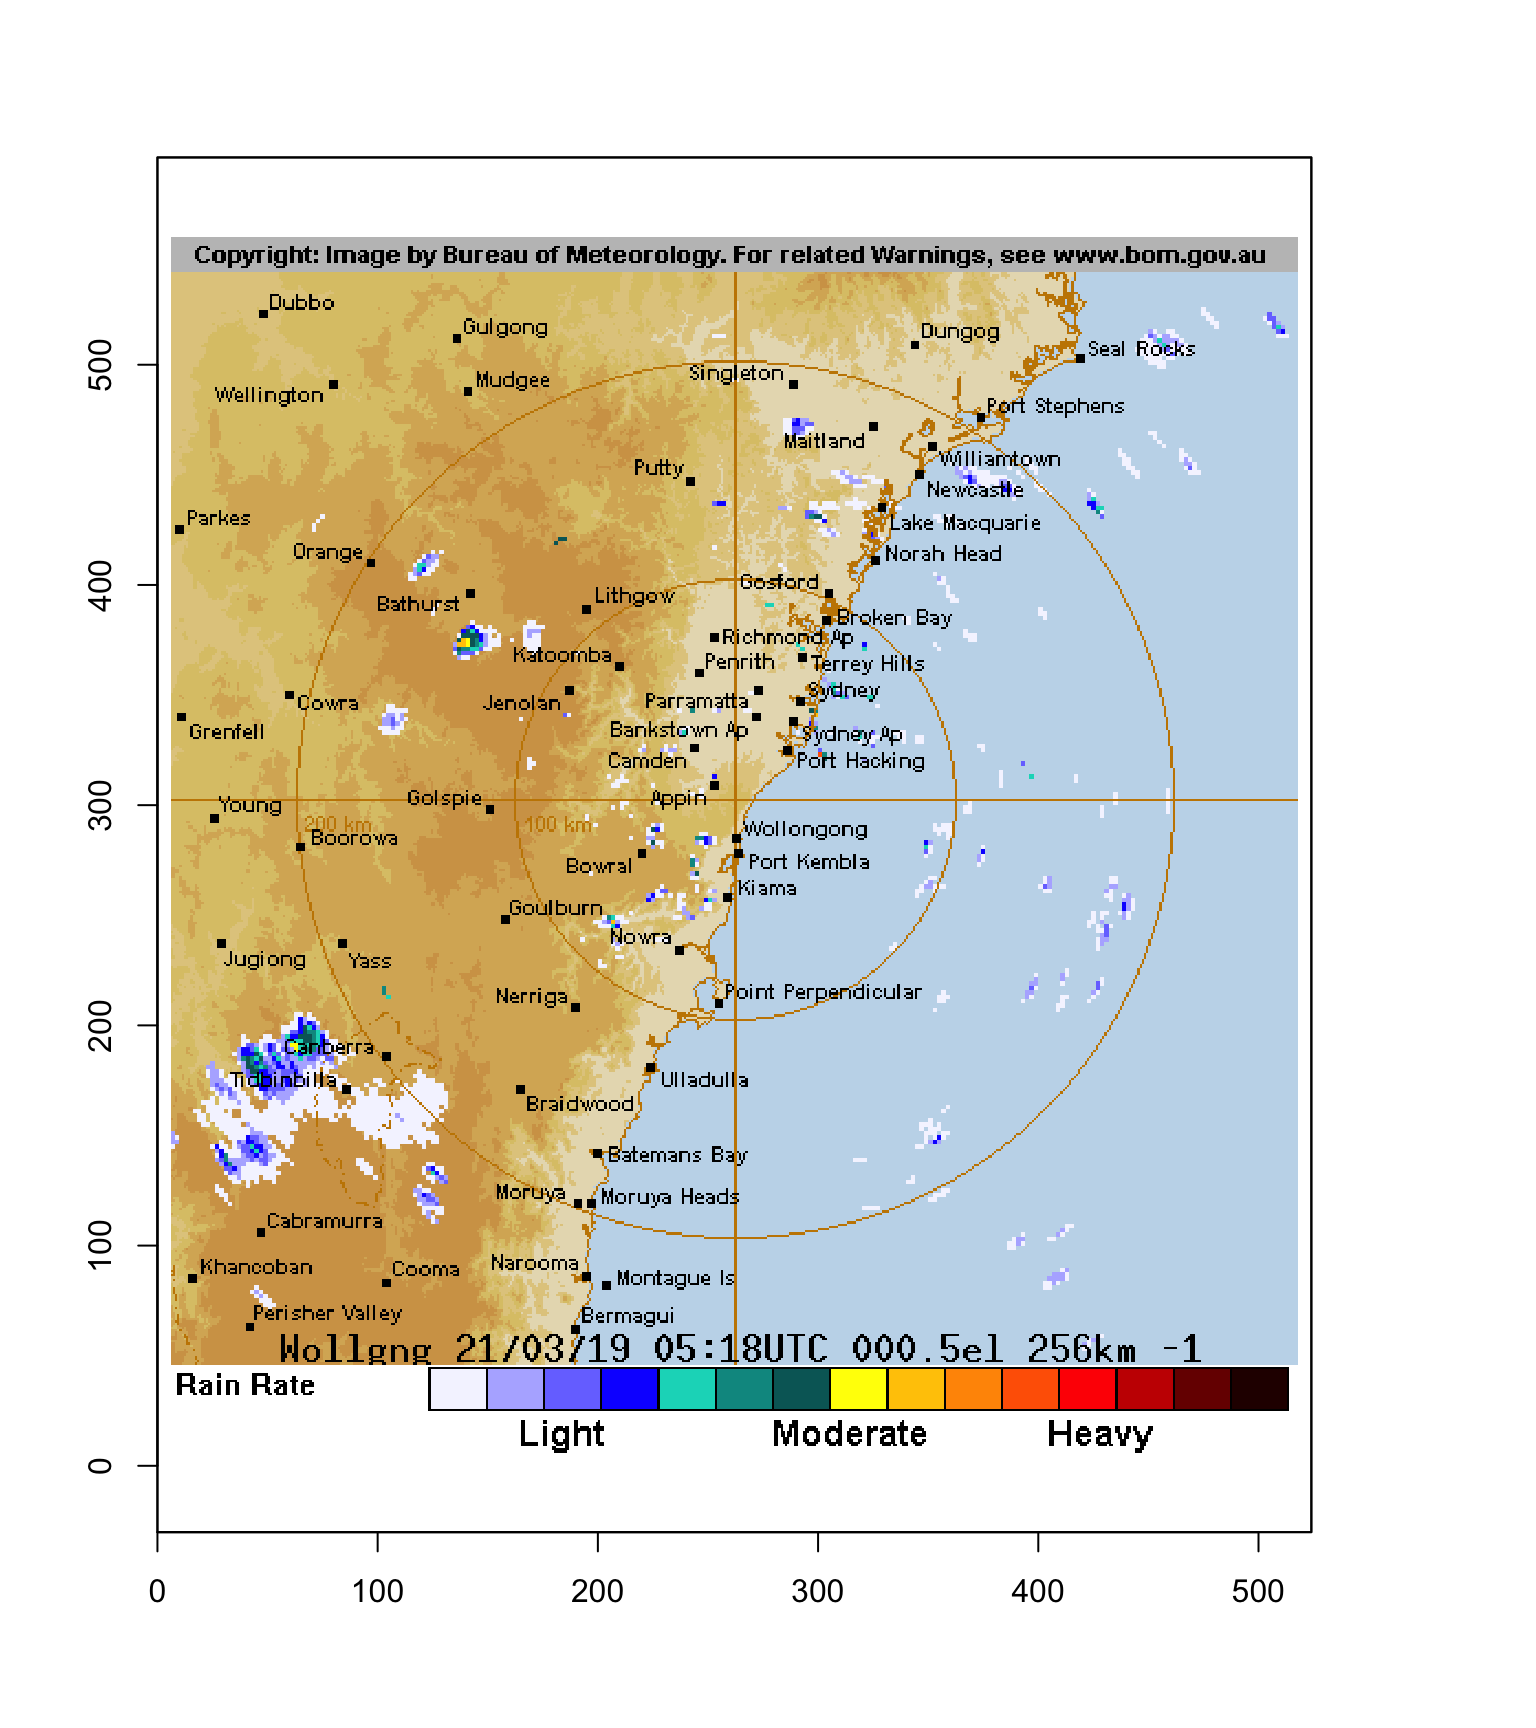 Copyright: Image by Bureau of Meteorology. For related Warnings, see www.bom.gov.au
Dubbo
Gulgong
Dungog
Seal Rocks
Singleton
Mudgee
Wellington
Port Stephens
Maitland
Williamtown
Putty
Newcastle
Parkes
Lake Macquarie
Orange
Norah Head
Gosford
Lithgow
Bathurst
Broken Bay
Richmond Ap
Katoomba
Penrith
Terrey Hills
Sydney
Cowra
Jenolan
Parramatta
Grenfell
Bankstown Ap
Sydney Ap
Camden
Port Hacking
Golspie
Appin
Young
200 km
100 km
Wollongong
Boorowa
Bowral
Port Kembla
Kiama
Goulburn
Nowra
Jugiong
Yass
Nerriga
Point Perpendicular
Canberra
Tidbinbilla
Ulladulla
Braidwood
Batemans Bay
Moruya
Moruya Heads
Cabramurra
Khancoban
Cooma
Narooma
Montague Is
Perisher Valley
Bermagui
Wollgng 21/03/19 05:18UTC 000.5el 256km -1
Rain Rate
Light Moderate Heavy
500
400
300
200
100
0
0 100 200 300 400 500